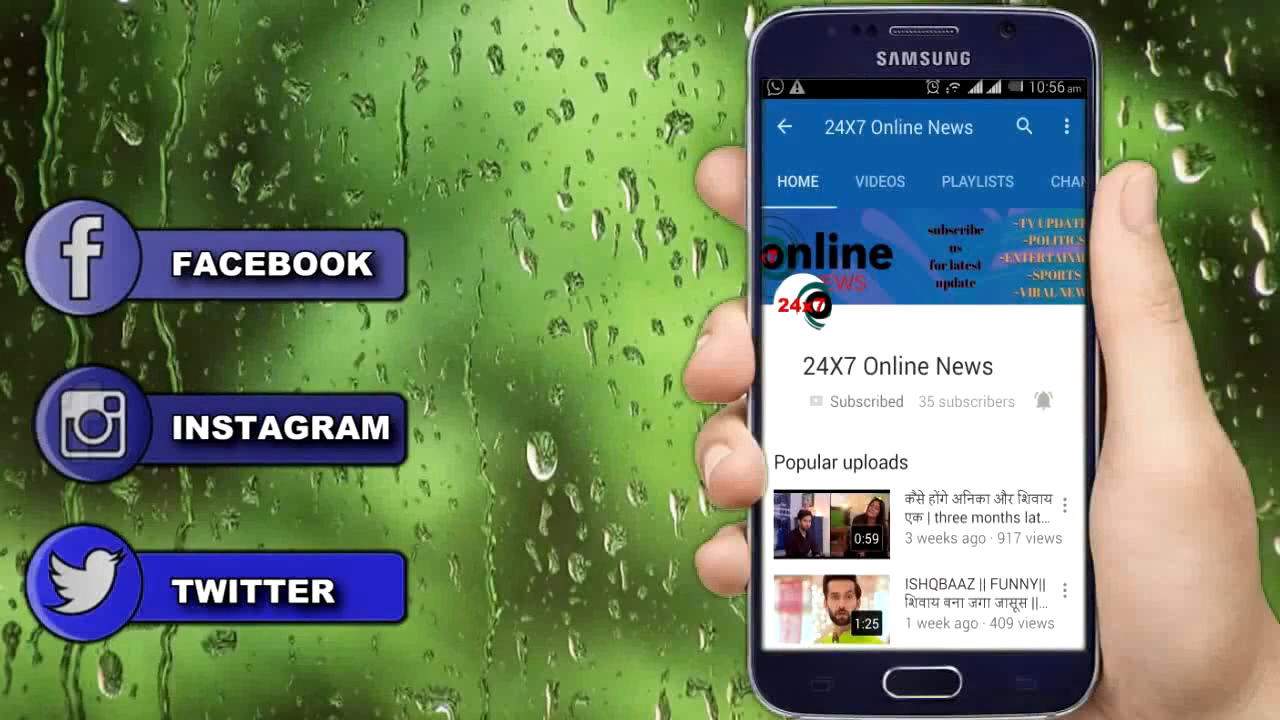 FACEBOOK
INSTAGRAM
TWITTER
SAMSUNG
10:56 am
24X7 Online News
HOME VIDEOS PLAYLISTS CHAN
online
NEWS
subscribe
us
for latest
update
~TV UPDATE
~POLITICS
~ENTERTAINM
~SPORTS
~VIRAL NEW
24x7
24X7 Online News
Subscribed 35 subscribers
Popular uploads
0:59
कैसे होंगे अनिका और शिवाय
एक | three months lat...
3 weeks ago · 917 views
1:25
ISHQBAAZ || FUNNY||
शिवाय बना जगा जासूस ||...
1 week ago · 409 views